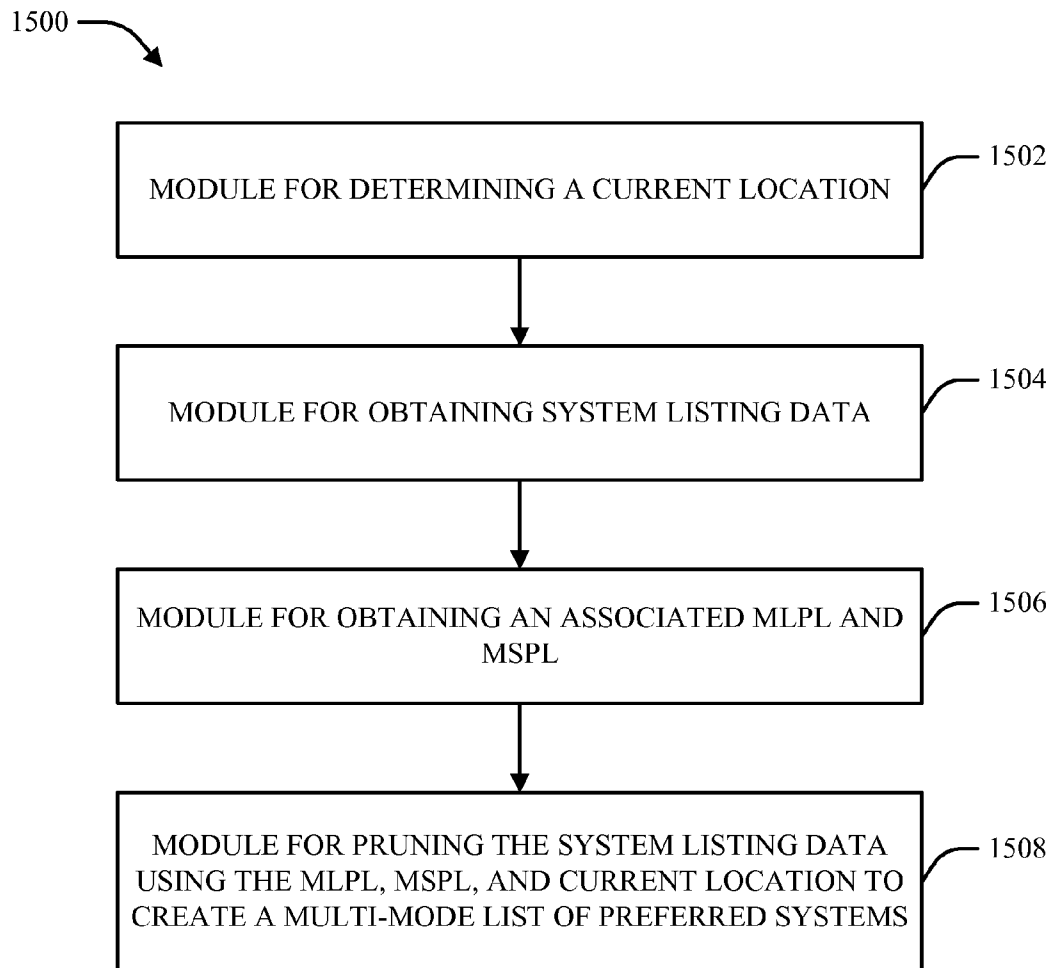 1500
MODULE FOR DETERMINING A CURRENT LOCATION
1502
MODULE FOR OBTAINING SYSTEM LISTING DATA
1504
MODULE FOR OBTAINING AN ASSOCIATED MLPL AND
MSPL
1506
MODULE FOR PRUNING THE SYSTEM LISTING DATA
USING THE MLPL, MSPL, AND CURRENT LOCATION TO
CREATE A MULTI-MODE LIST OF PREFERRED SYSTEMS
1508